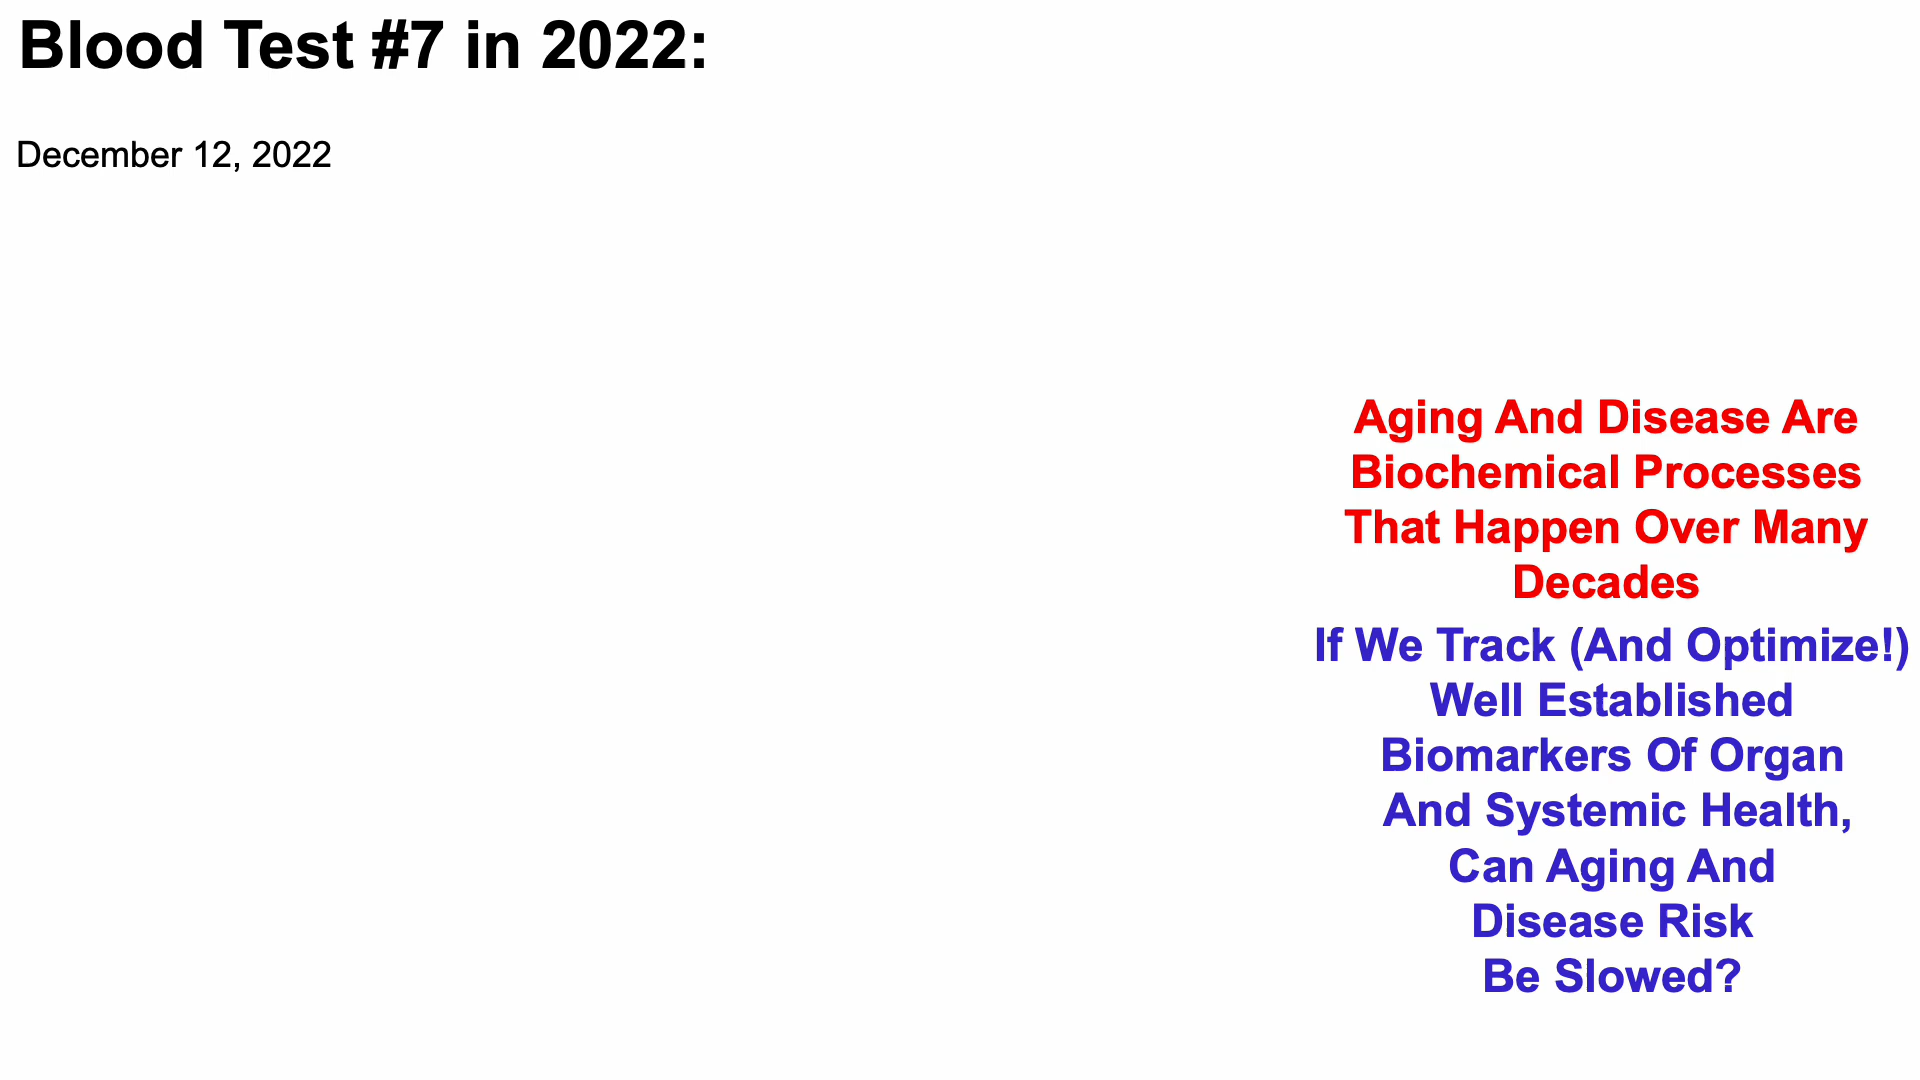 Blood Test #7 in 2022:
December 12, 2022
Aging And Disease Are
Biochemical Processes
That Happen Over Many
Decades
If We Track (And Optimize!)
Well Established
Biomarkers Of Organ
And Systemic Health,
Can Aging And
Disease Risk
Be Slowed?